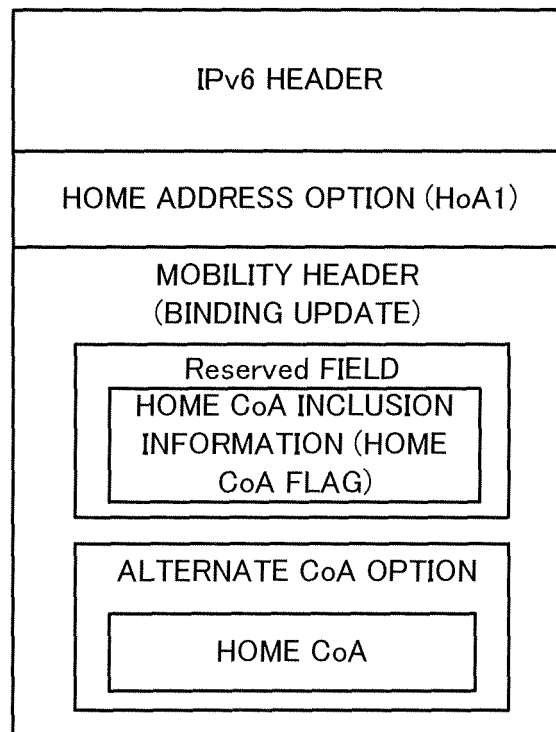 IPv6 HEADER
HOME ADDRESS OPTION (HoA1)
MOBILITY HEADER
(BINDING UPDATE)
Reserved FIELD
HOME CoA INCLUSION
INFORMATION (HOME
CoA FLAG)
ALTERNATE CoA OPTION
HOME CoA